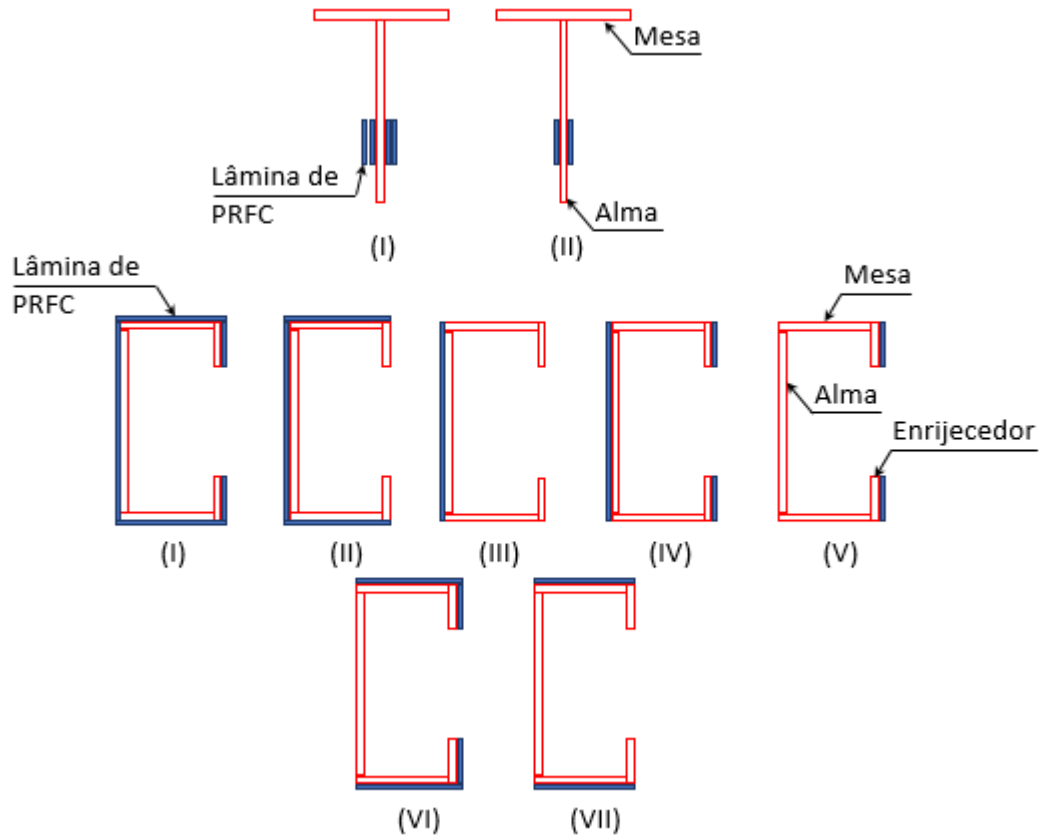 Mesa
Lâmina de
PRFC
Alma
(I)
(II)
Lâmina de
PRFC
Mesa
Alma
Enrijecedor
(I)
(II)
(III)
(IV)
(V)
(VI)
(VII)